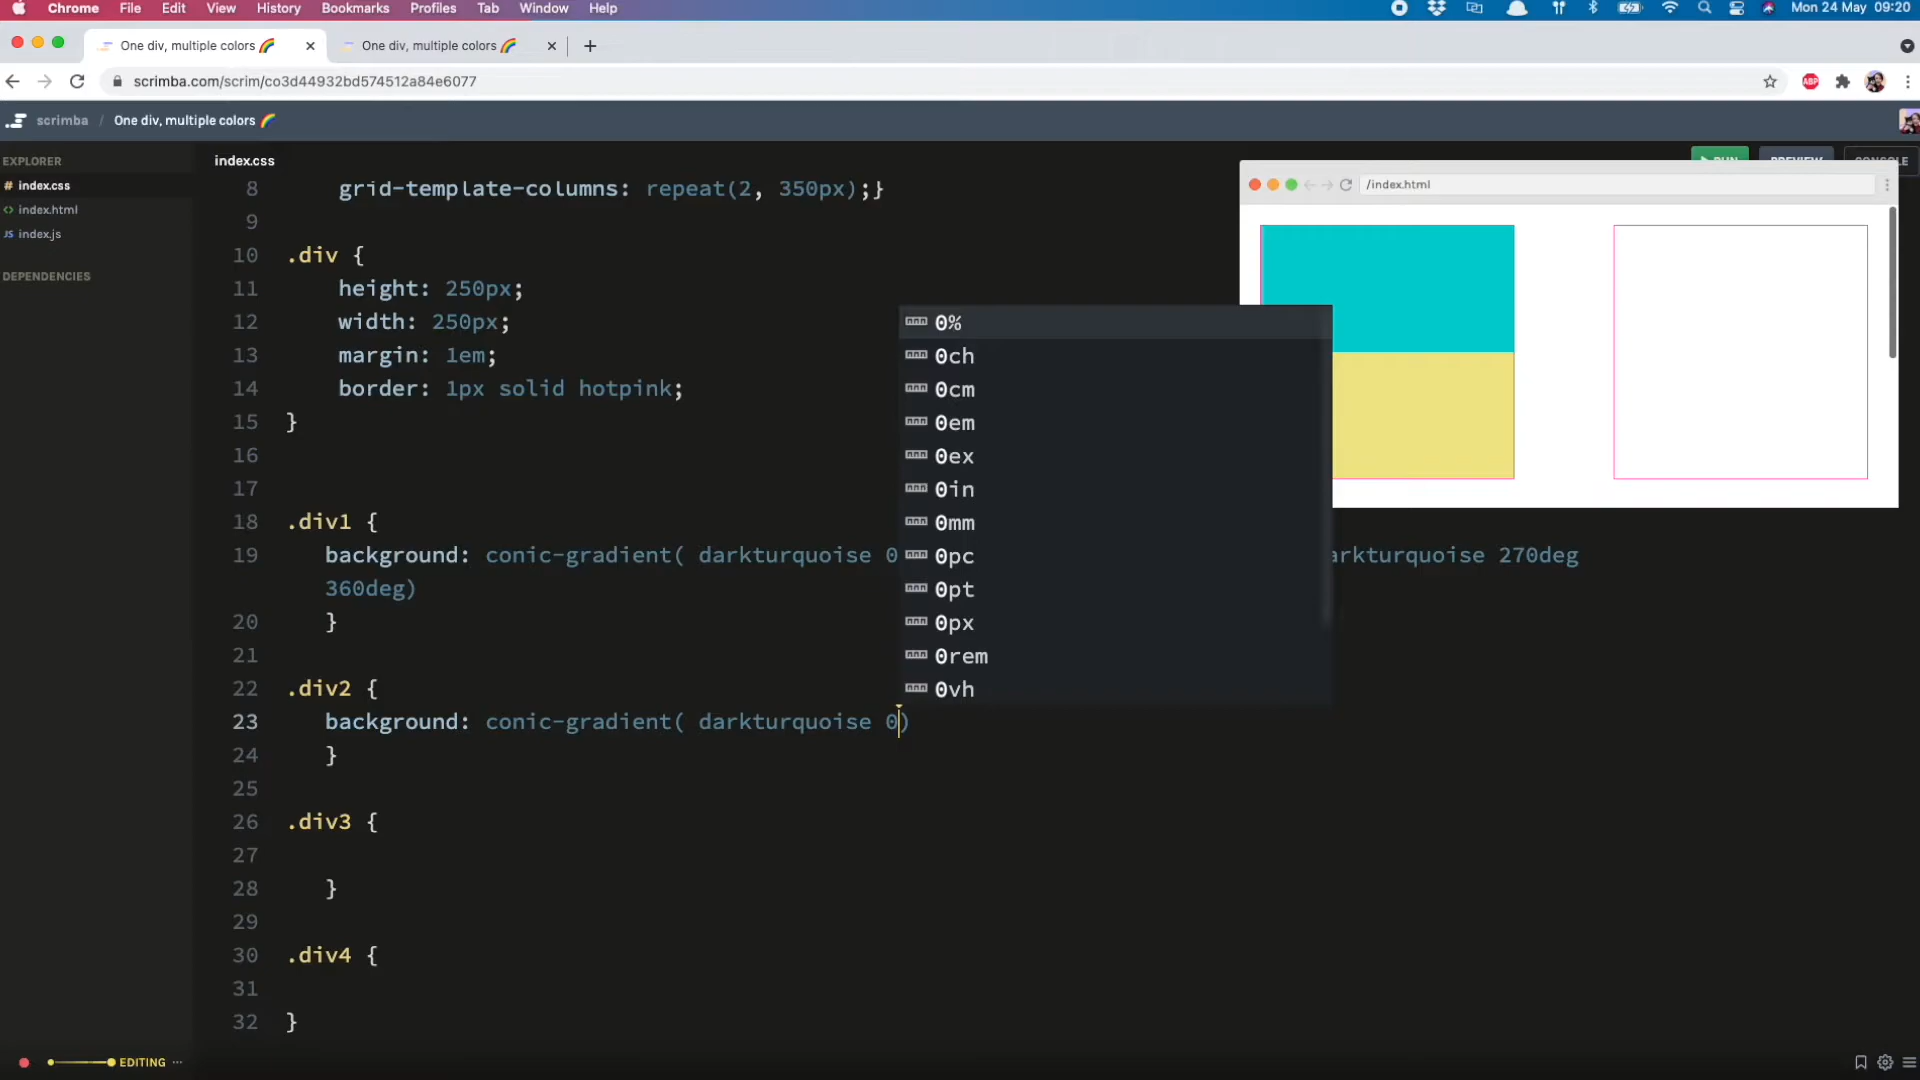 Chrome File Edit View History Bookmarks Profiles Tab Window Help Mon 24 May 09:20
One div, multiple colors 🌈 One div, multiple colors 🌈
scrimba.com/scrim/co3d44932bd574512a84e6077 ABP
scrimba / One div, multiple colors 🌈
EXPLORER
# index.css
<> index.html
JS index.js
DEPENDENCIES
index.css
RUN PREVIEW CONSOLE
/index.html
8 grid-template-columns: repeat(2, 350px);}
9
10 .div {
11 height: 250px;
12 width: 250px;
13 margin: 1em;
14 border: 1px solid hotpink;
15 }
16
17
18 .div1 {
19 background: conic-gradient( darkturquoise 0 arkturquoise 270deg
360deg)
20 }
21
22 .div2 {
23 background: conic-gradient( darkturquoise 0)
24 }
25
26 .div3 {
27
28 }
29
30 .div4 {
31
32 }
0%
0ch
0cm
0em
0ex
0in
0mm
0pc
0pt
0px
0rem
0vh
EDITING ...